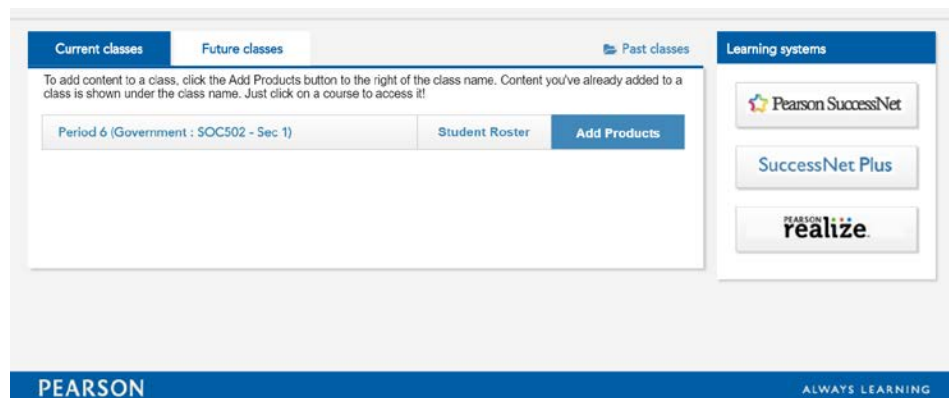 Current classes
Future classes
Past classes
To add content to a class, click the Add Products button to the right of the class name. Content you've already added to a
class is shown under the class name. Just click on a course to access it!
Period 6 (Government : SOC502 - Sec 1)
Student Roster
Add Products
Learning systems
Pearson SuccessNet
SuccessNet Plus
PEARSON
realize.
PEARSON
ALWAYS LEARNING